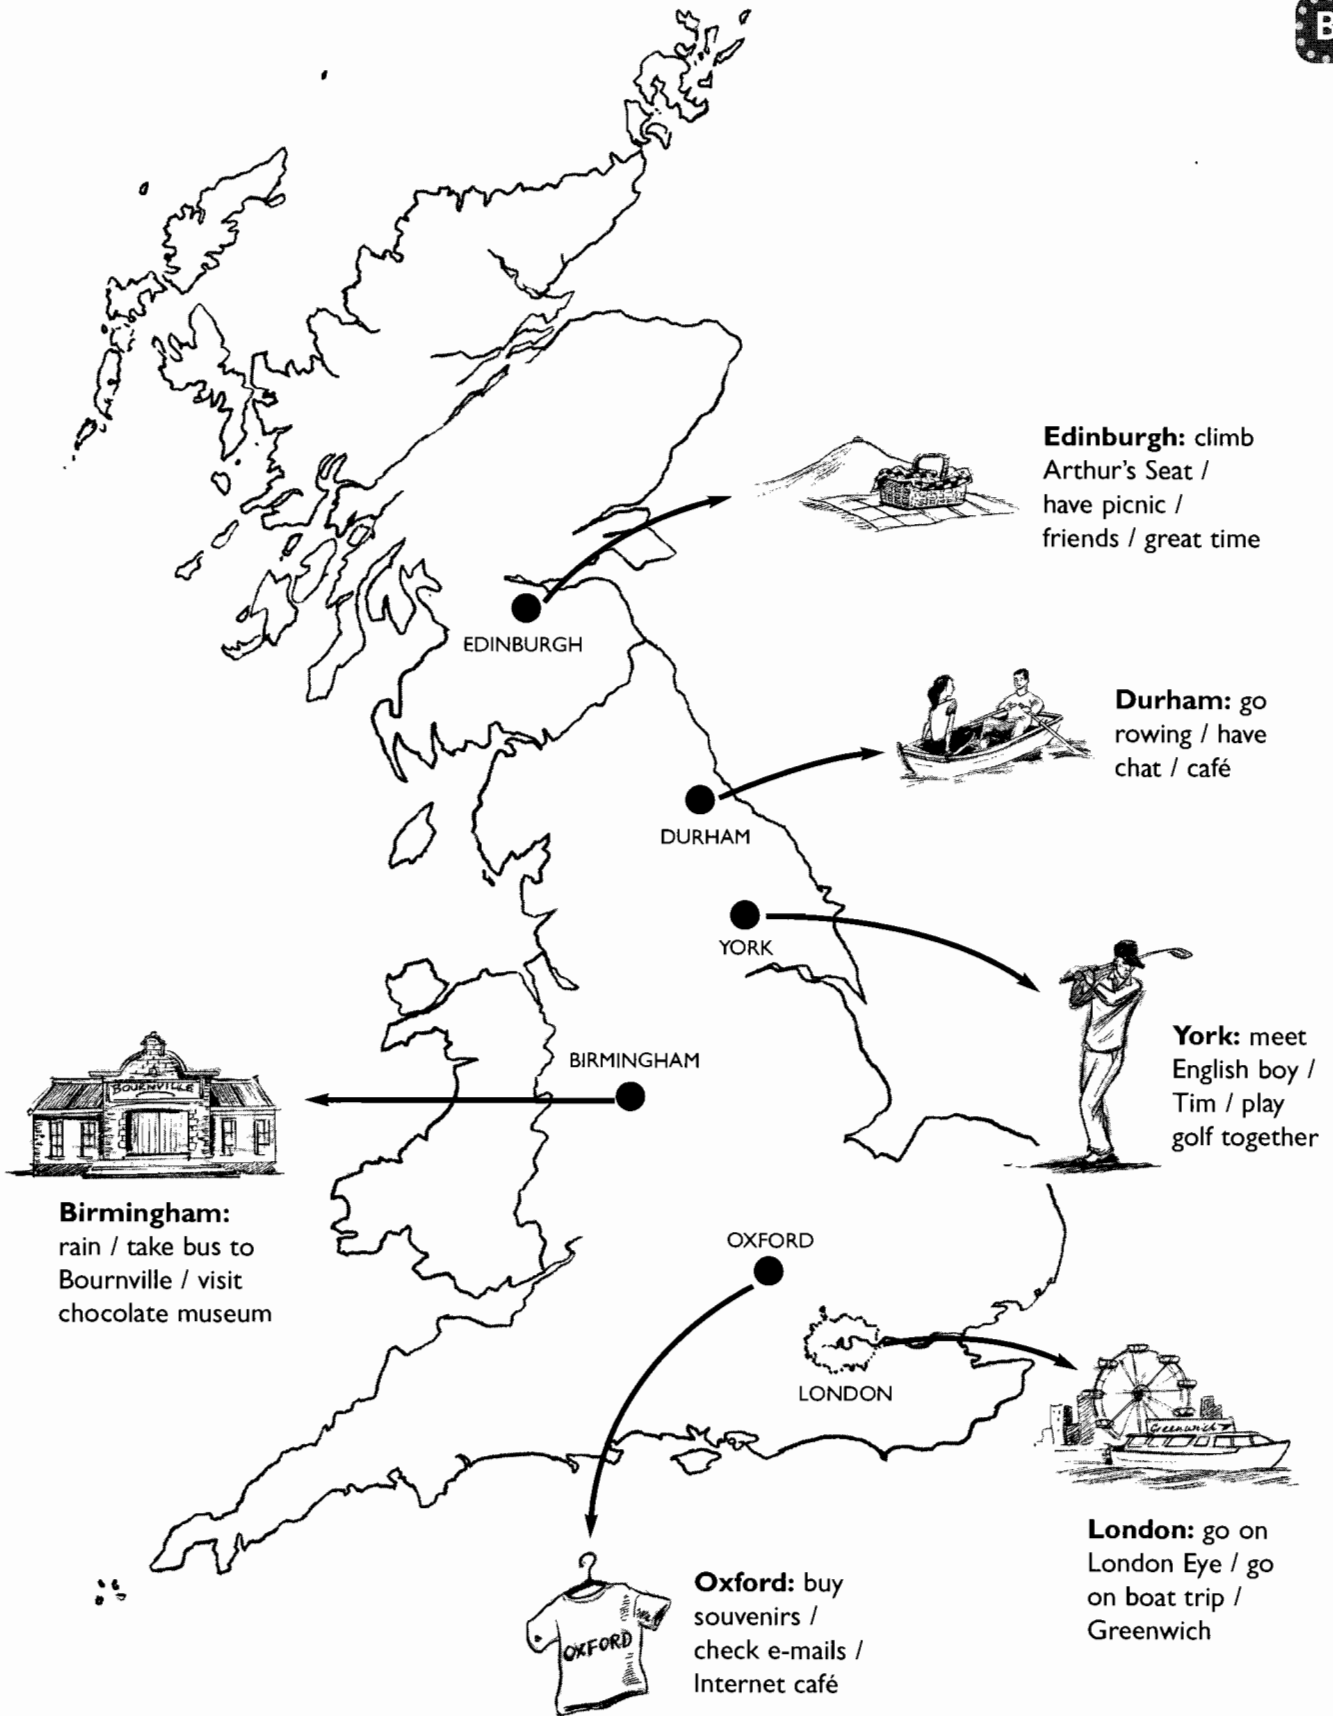 B
Edinburgh: climb
Arthur's Seat /
have picnic /
friends / great time
EDINBURGH
Durham: go
rowing / have
chat / café
DURHAM
YORK
York: meet
English boy /
Tim / play
golf together
BIRMINGHAM
BOURNVILLE
Birmingham:
rain / take bus to
Bournville / visit
chocolate museum
OXFORD
LONDON
Greenwich
London: go on
London Eye / go
on boat trip /
Greenwich
OXFORD
Oxford: buy
souvenirs /
check e-mails /
Internet café